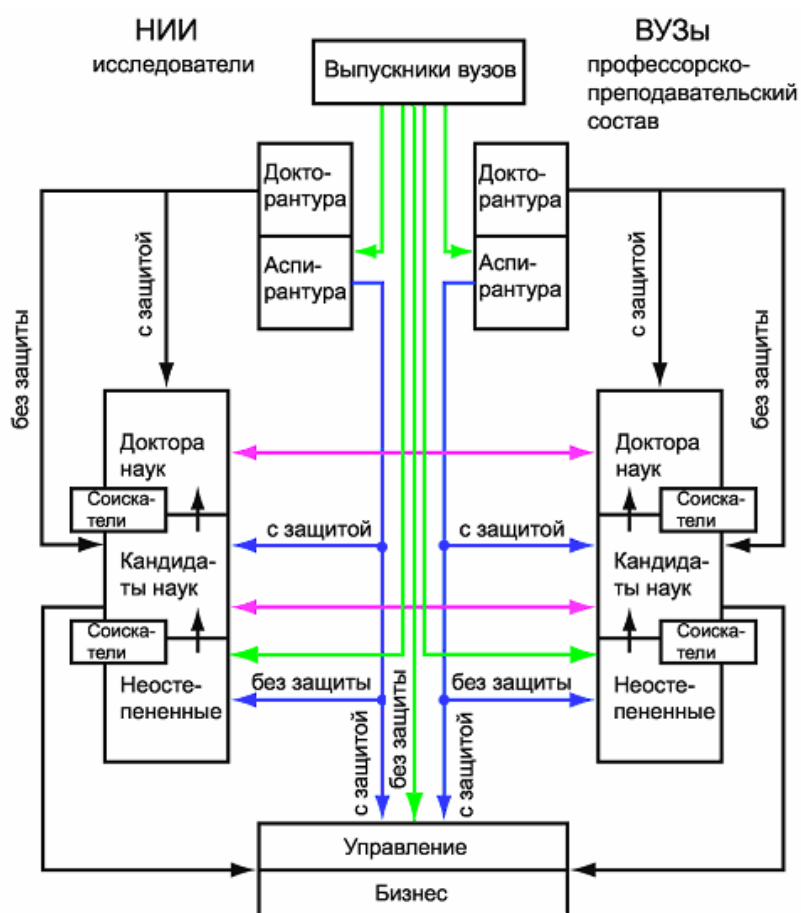 НИИ
исследователи
Выпускники вузов
ВУЗы
профессорско-
преподавательский
состав
Докто-
рантура
Аспи-
рантура
Докто-
рантура
Аспи-
рантура
без защиты
с защитой
с защитой
без защиты
Доктора
наук
Соиска-
тели
Кандида-
ты наук
Соиска-
тели
Неосте-
пененные
с защитой
с защитой
без защиты
без защиты
Доктора
наук
Соиска-
тели
Кандида-
ты наук
Соиска-
тели
Неосте-
пененные
с защитой
без защиты
с защитой
Управление
Бизнес